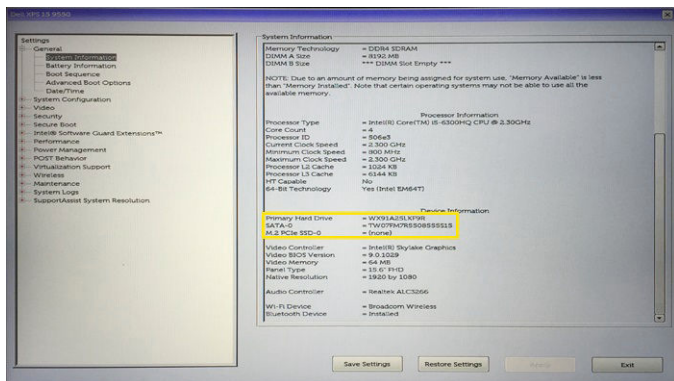 Dell XPS 15 9550
Settings
General
System Information
Battery Information
Boot Sequence
Advanced Boot Options
Date/Time
System Configuration
Video
Security
Secure Boot
Intel® Software Guard Extensions™
Performance
Power Management
POST Behavior
Virtualization Support
Wireless
Maintenance
System Logs
SupportAssist System Resolution
System Information
Memory Technology = DDR4 SDRAM
DIMM A Size = 8192 MB
DIMM B Size *** DIMM Slot Empty ***
NOTE: Due to an amount of memory being assigned for system use, "Memory Available" is less
than "Memory Installed". Note that certain operating systems may not be able to use all the
available memory.
Processor Information
Processor Type = Intel(R) Core(TM) i5-6300HQ CPU @ 2.30GHz
Core Count = 4
Processor ID = 506e3
Current Clock Speed = 2.300 GHz
Minimum Clock Speed = 800 MHz
Maximum Clock Speed = 2.300 GHz
Processor L2 Cache = 1024 KB
Processor L3 Cache = 6144 KB
HT Capable No
64-Bit Technology Yes (Intel EM64T)
Device Information
Primary Hard Drive = WX91A25LKP9R
SATA-0 = TW07FM7R5508555S15
M.2 PCIe SSD-0 = (none)
Video Controller = Intel(R) Skylake Graphics
Video BIOS Version = 9.0.1029
Video Memory = 64 MB
Panel Type = 15.6" FHD
Native Resolution = 1920 by 1080
Audio Controller = Realtek ALC3266
Wi-Fi Device = Broadcom Wireless
Bluetooth Device = Installed
Save Settings
Restore Settings
Exit